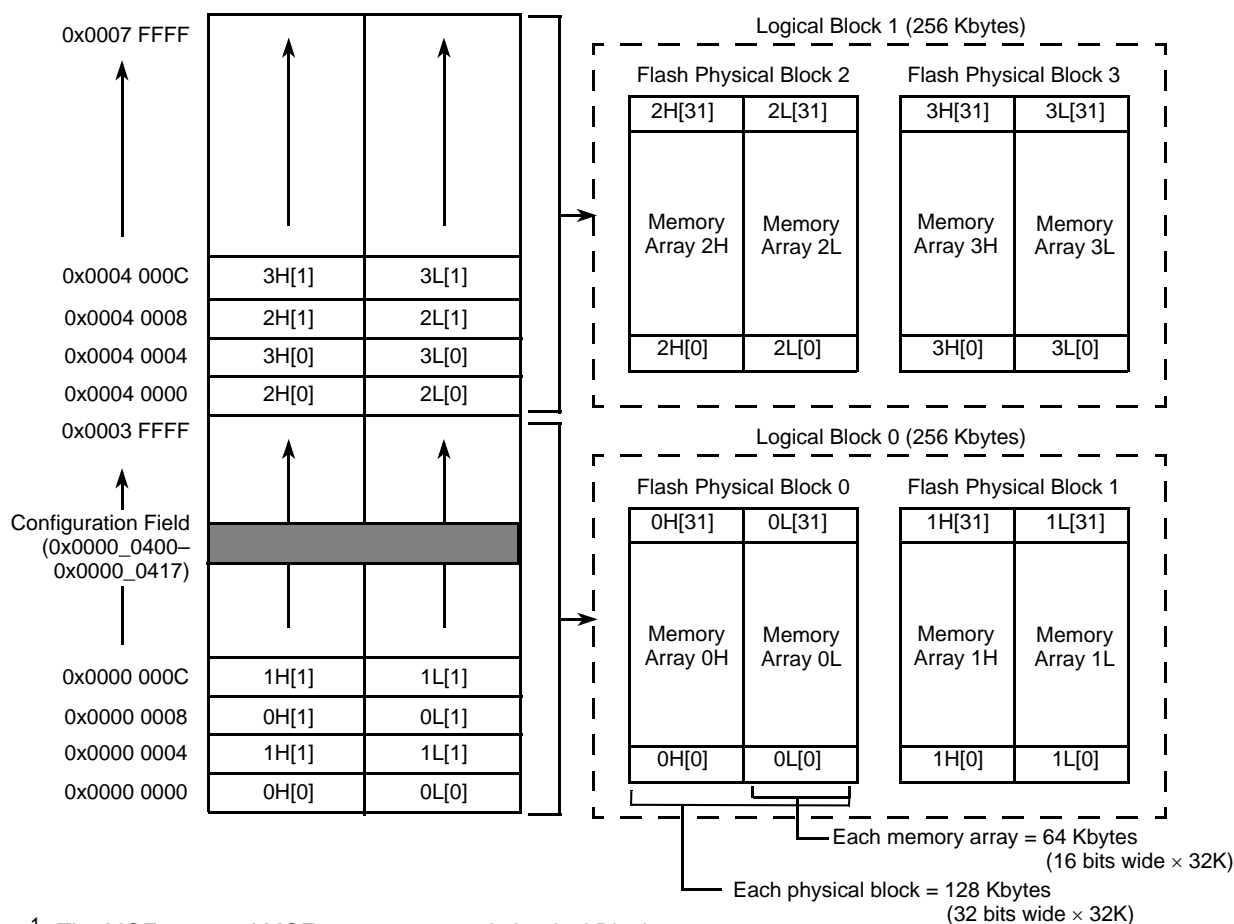 0x0007 FFFF
0x0004 000C 3H[1] 3L[1]
0x0004 0008 2H[1] 2L[1]
0x0004 0004 3H[0] 3L[0]
0x0004 0000 2H[0] 2L[0]
0x0003 FFFF
Configuration Field
(0x0000_0400–
0x0000_0417)
0x0000 000C 1H[1] 1L[1]
0x0000 0008 0H[1] 0L[1]
0x0000 0004 1H[1] 1L[1]
0x0000 0000 0H[0] 0L[0]
Logical Block 1 (256 Kbytes)
Flash Physical Block 2 Flash Physical Block 3
2H[31] 2L[31] 3H[31] 3L[31]
Memory Memory Memory Memory
Array 2H Array 2L Array 3H Array 3L
2H[0] 2L[0] 3H[0] 3L[0]
Logical Block 0 (256 Kbytes)
Flash Physical Block 0 Flash Physical Block 1
0H[31] 0L[31] 1H[31] 1L[31]
Memory Memory Memory Memory
Array 0H Array 0L Array 1H Array 1L
0H[0] 0L[0] 1H[0] 1L[0]
Each memory array = 64 Kbytes
(16 bits wide × 32K)
Each physical block = 128 Kbytes
(32 bits wide × 32K)
1 The